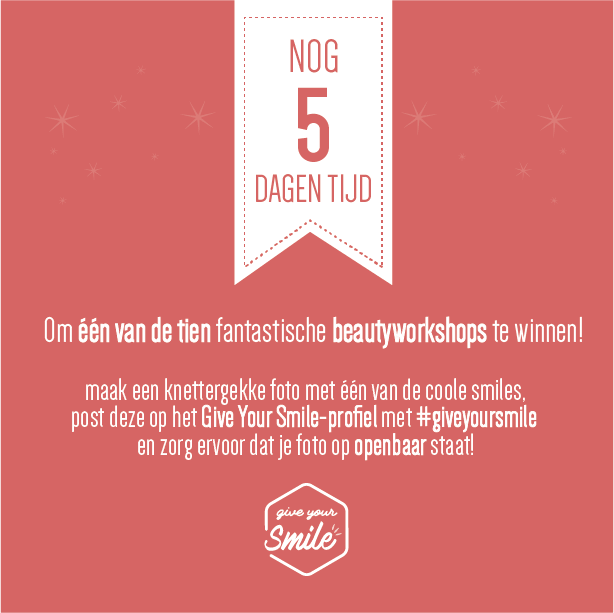 NOG
5
DAGEN TIJD
Om één van de tien fantastische beautyworkshops te winnen!
maak een knettergekke foto met één van de coole smiles,
post deze op het Give Your Smile-profiel met #giveyoursmile
en zorg ervoor dat je foto op openbaar staat!
give your
Smile